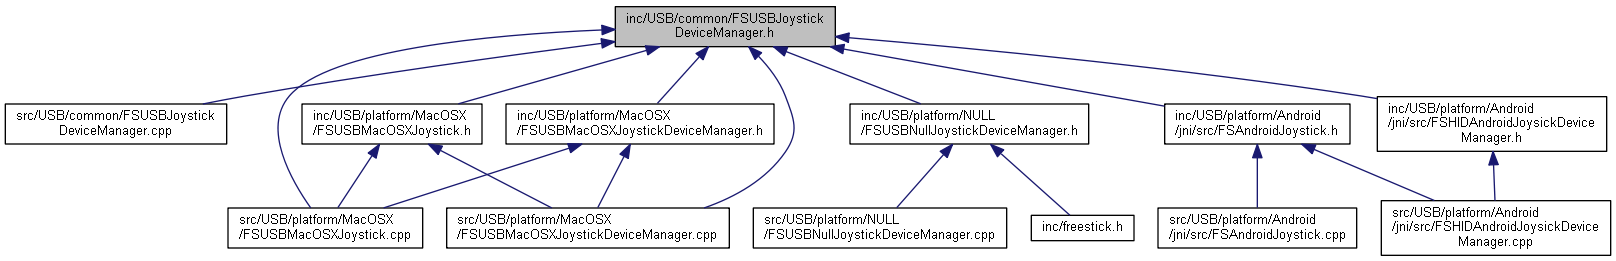 inc/USB/common/FSUSBJoystick
DeviceManager.h
src/USB/common/FSUSBJoystick
DeviceManager.cpp
inc/USB/platform/MacOSX
/FSUSBMacOSXJoystick.h
inc/USB/platform/MacOSX
/FSUSBMacOSXJoystickDeviceManager.h
inc/USB/platform/NULL
/FSUSBNullJoystickDeviceManager.h
inc/USB/platform/Android
/jni/src/FSAndroidJoystick.h
inc/USB/platform/Android
/jni/src/FSHIDAndroidJoysickDevice
Manager.h
src/USB/platform/MacOSX
/FSUSBMacOSXJoystick.cpp
src/USB/platform/MacOSX
/FSUSBMacOSXJoystickDeviceManager.cpp
src/USB/platform/NULL
/FSUSBNullJoystickDeviceManager.cpp
inc/freestick.h
src/USB/platform/Android
/jni/src/FSAndroidJoystick.cpp
src/USB/platform/Android
/jni/src/FSHIDAndroidJoysickDevice
Manager.cpp